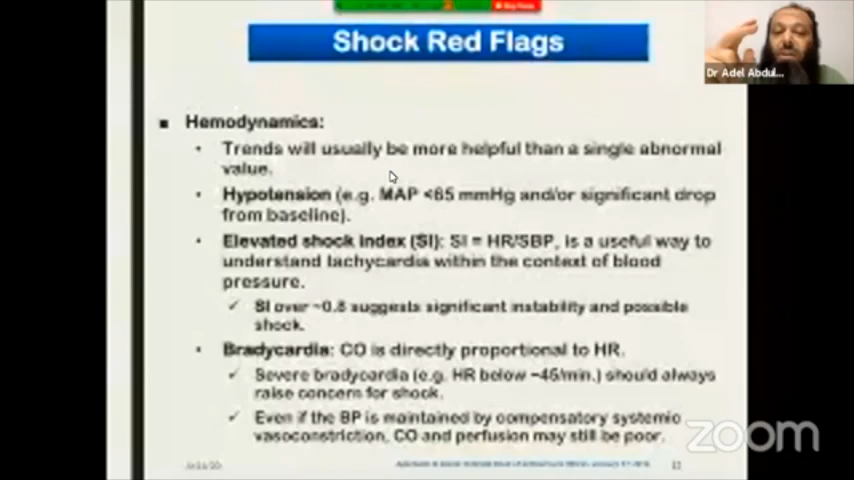 Shock Red Flags
Dr Adel Abdul...
■ Hemodynamics:
• Trends will usually be more helpful than a single abnormal
value.
• Hypotension (e.g. MAP <65 mmHg and/or significant drop
from baseline).
• Elevated shock index (SI): SI = HR/SBP, is a useful way to
understand tachycardia within the context of blood
pressure.
✓ SI over ~0.8 suggests significant instability and possible
shock.
• Bradycardia: CO is directly proportional to HR.
✓ Severe bradycardia (e.g. HR below ~45/min.) should always
raise concern for shock.
✓ Even if the BP is maintained by compensatory systemic
vasoconstriction, CO and perfusion may still be poor.
zoom